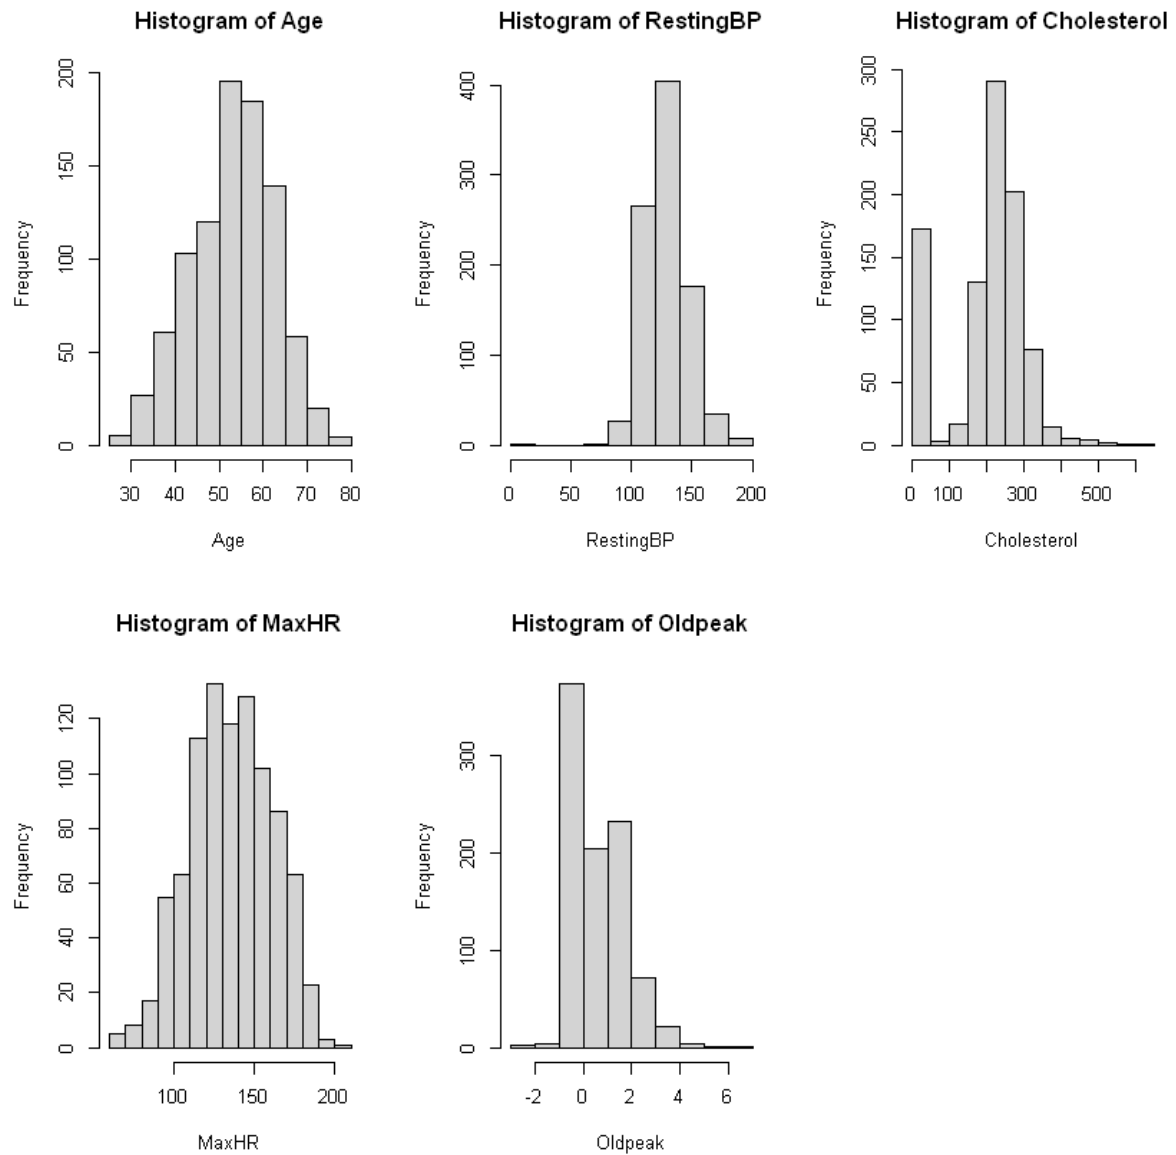 Histogram of Age
200
150
100
50
0
Frequency
30 40 50 60 70 80
Age
Histogram of RestingBP
400
300
200
100
0
Frequency
0 50 100 150 200
RestingBP
Histogram of Cholesterol
300
250
200
150
100
50
0
Frequency
0 100 300 500
Cholesterol
Histogram of MaxHR
120
100
80
60
40
20
0
Frequency
100 150 200
MaxHR
Histogram of Oldpeak
300
200
100
0
Frequency
-2 0 2 4 6
Oldpeak